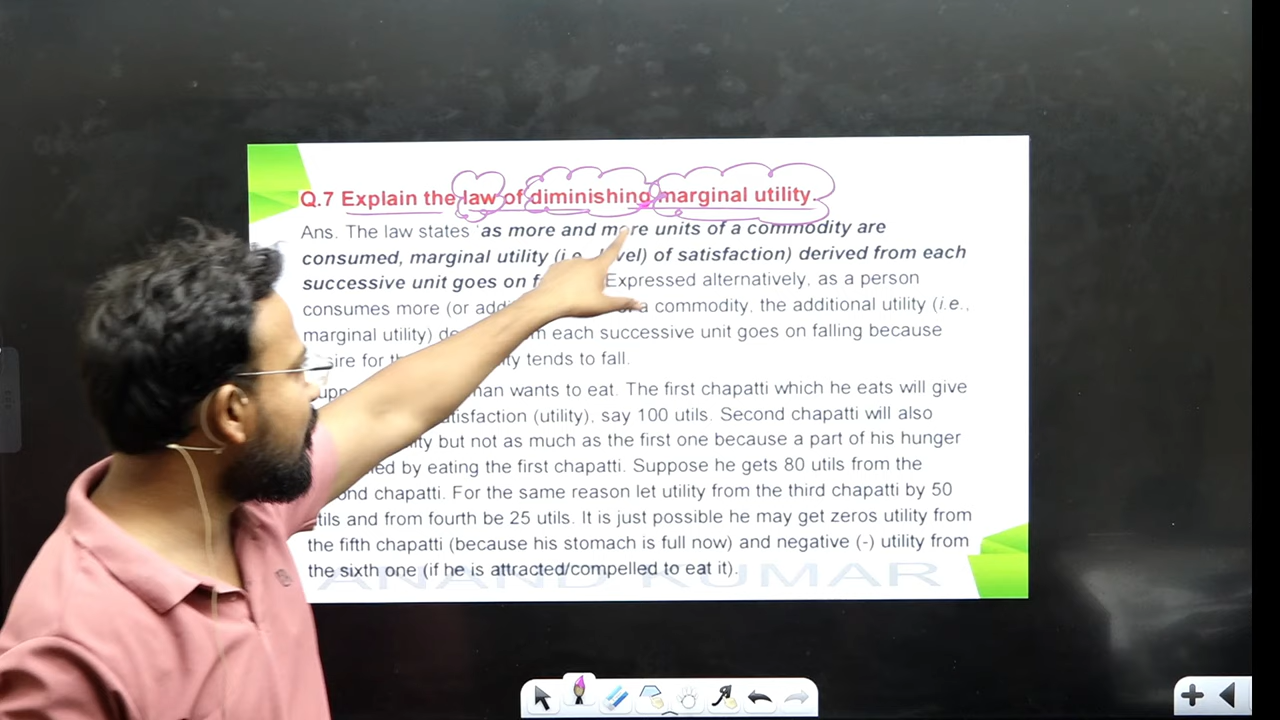 Q.7 Explain the law of diminishing marginal utility.
Ans. The law states 'as more and more units of a commodity are
consumed, marginal utility (i.e. level) of satisfaction) derived from each
successive unit goes on Expressed alternatively, as a person
consumes more (or a commodity, the additional utility (i.e.,
marginal utility) each successive unit goes on falling because
for tends to fall.
man wants to eat. The first chapatti which he eats will give
satisfaction (utility), say 100 utils. Second chapatti will also
but not as much as the first one because a part of his hunger
by eating the first chapatti. Suppose he gets 80 utils from the
chapatti. For the same reason let utility from the third chapatti by 50
utils and from fourth be 25 utils. It is just possible he may get zeros utility from
the fifth chapatti (because his stomach is full now) and negative (-) utility from
the sixth one (if he is attracted/compelled to eat it).
ANAND KUMAR